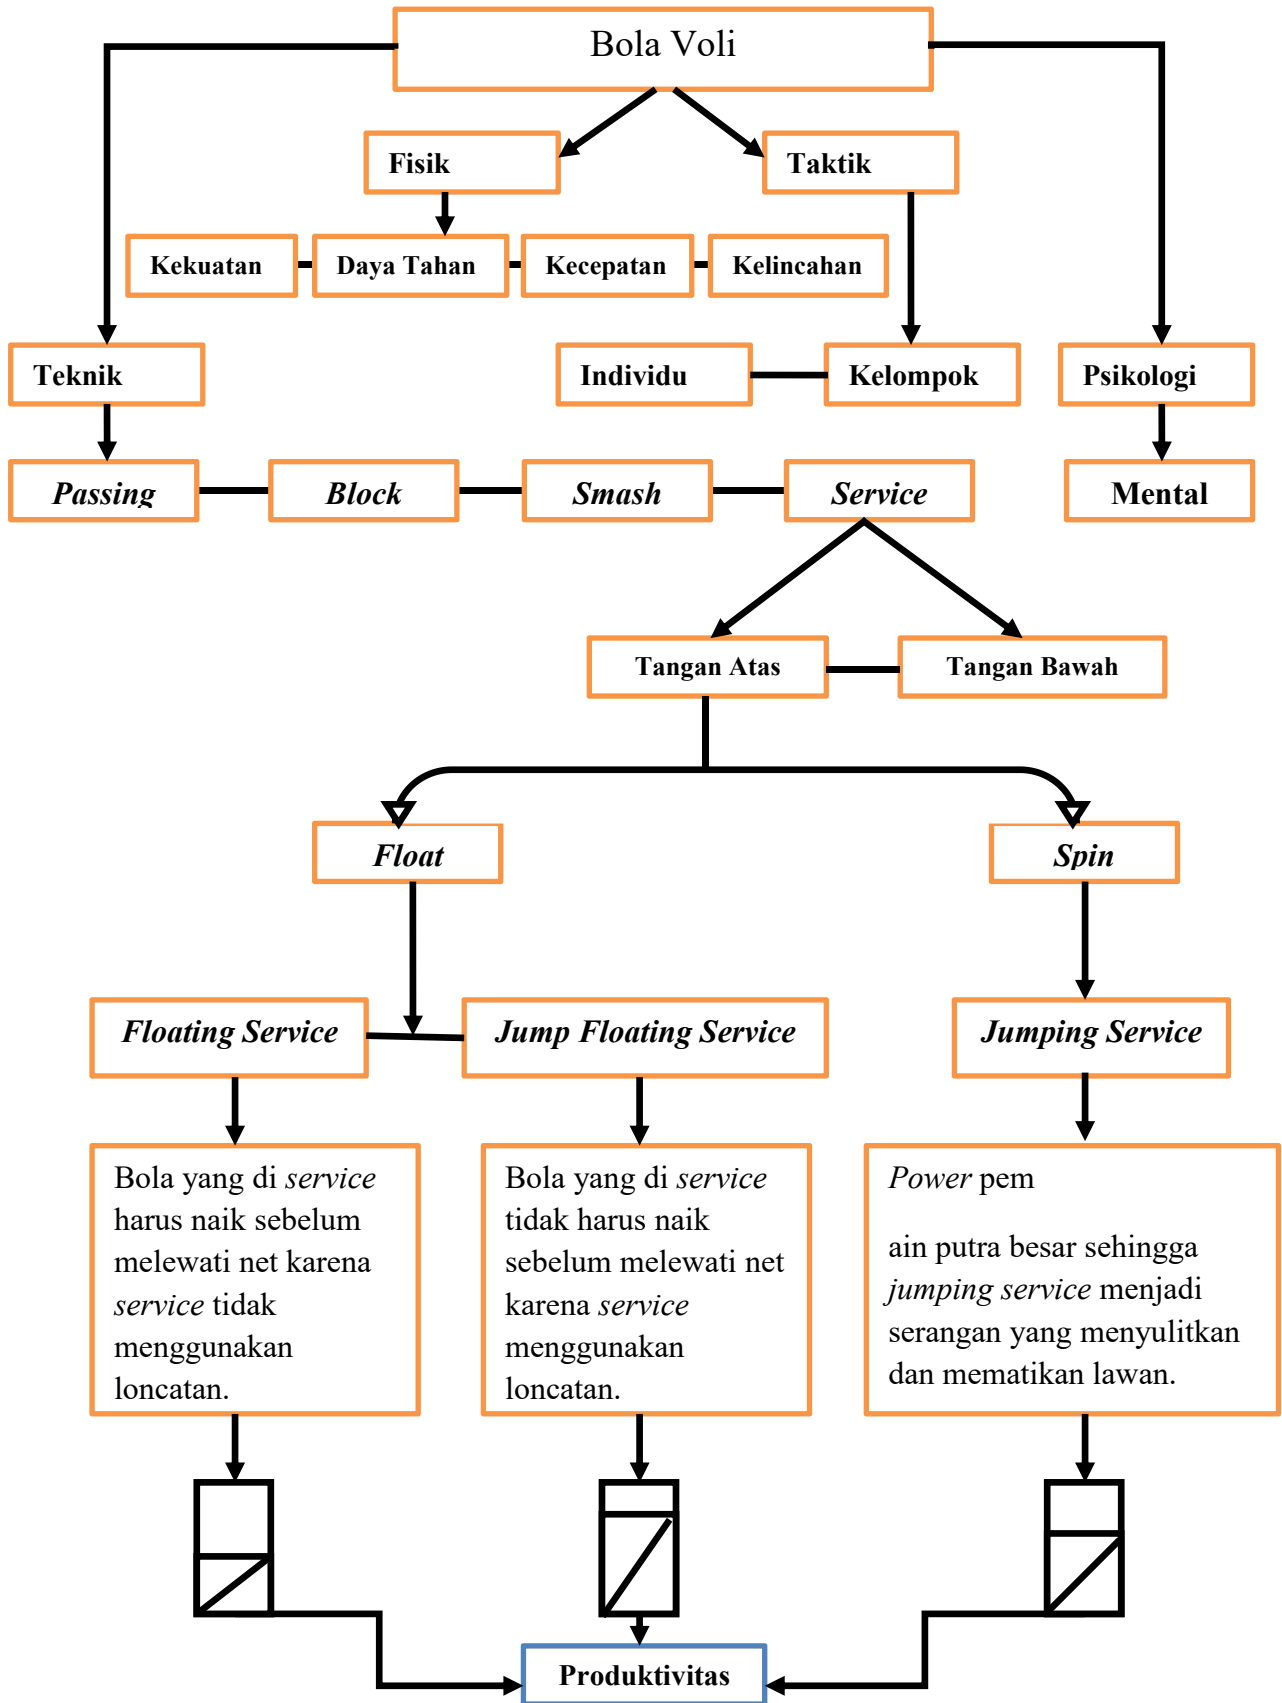 Bola Voli
Fisik
Taktik
Kekuatan
Daya Tahan
Kecepatan
Kelincahan
Teknik
Individu
Kelompok
Psikologi
Passing
Block
Smash
Service
Mental
Tangan Atas
Tangan Bawah
Float
Spin
Floating Service
Jump Floating Service
Jumping Service
Bola yang di service
harus naik sebelum
melewati net karena
service tidak
menggunakan
loncatan.
Bola yang di service
tidak harus naik
sebelum melewati net
karena service
menggunakan
loncatan.
Power pem
ain putra besar sehingga
jumping service menjadi
serangan yang menyulitkan
dan mematikan lawan.
Produktivitas